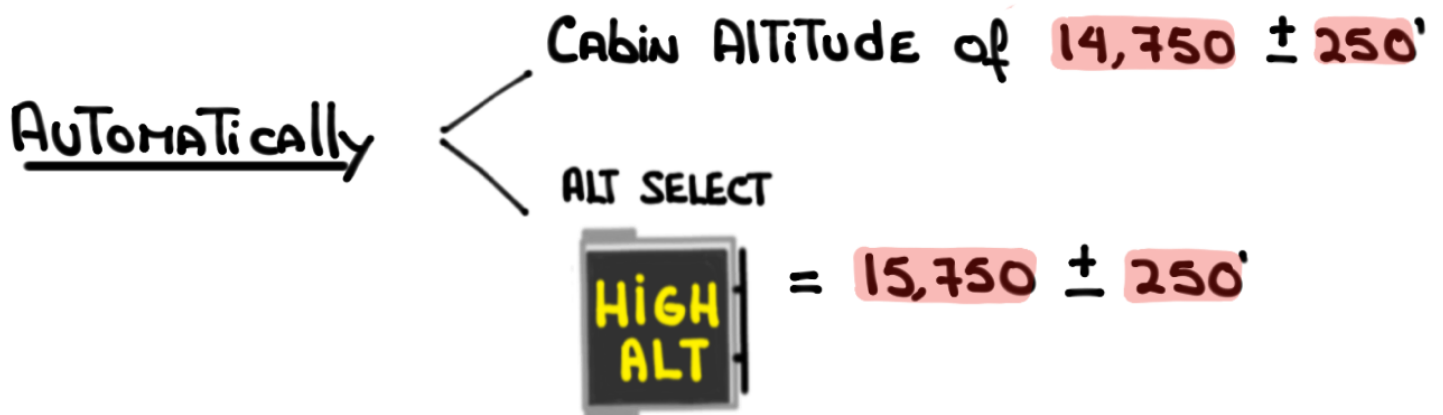 CAbiN AlTiTudE of 14,750 ± 250'
AuToMATicAlly
ALT SELECT
HiGH
ALT
= 15,750 ± 250'